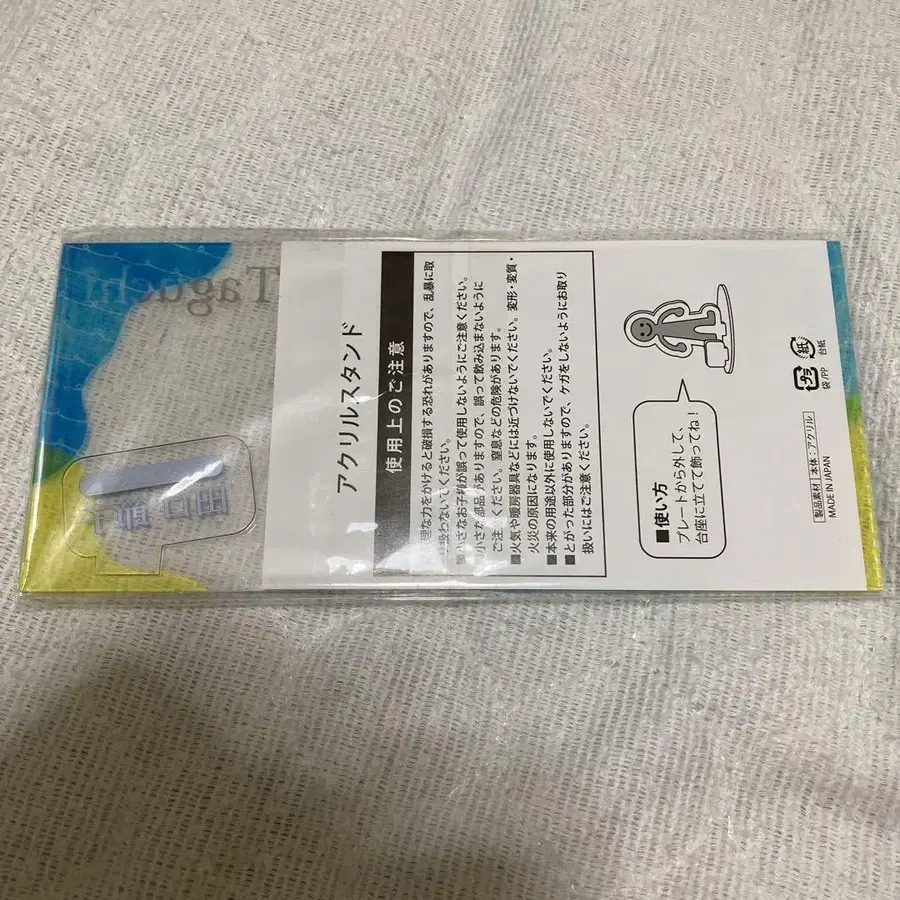 Taguchi
田口
アクリルスタンド
使用上のご注意
理な力をかけると破損する恐れがありますので、乱暴に取
り扱わないでください。
■小さなお子様が誤って使用しないようにご注意ください。
■小さな部品がありますので、誤って飲み込まないように
ご注意ください。窒息などの危険があります。
■火気や暖房器具などには近づけないでください。変形・変質・
火災の原因になります。
■本来の用途以外に使用しないでください。
■とがった部分がありますので、ケガをしないようにお取り
扱いにはご注意ください。
■使い方
プレートから外して、
台座に立てて飾ってね！
プラ 紙
袋/PP 台紙
製品素材 本体：アクリル
MADE IN JAPAN